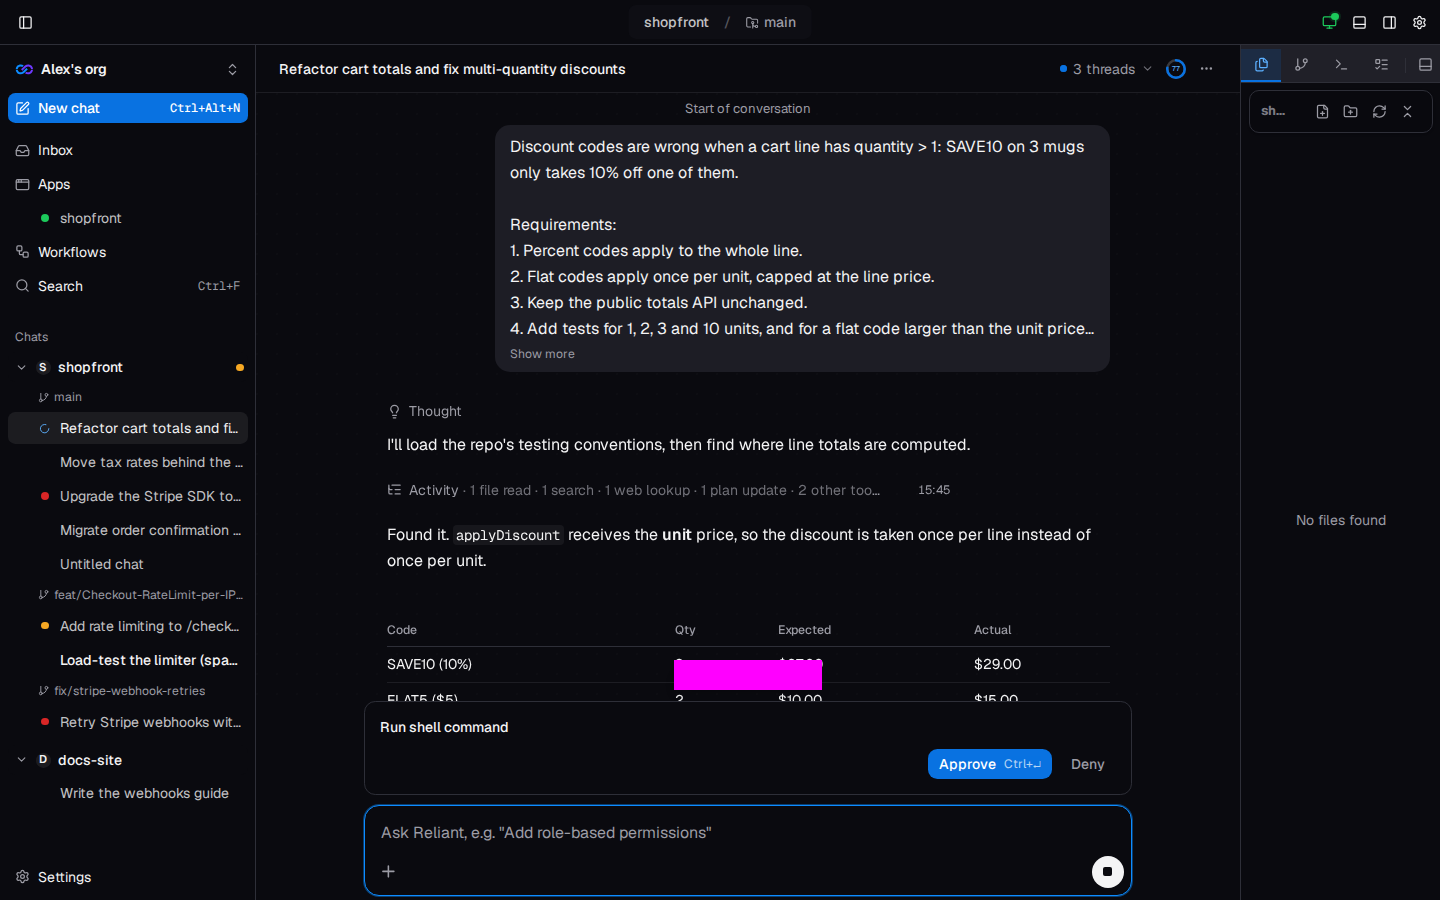 shopfront / main
Alex's org
New chat Ctrl+Alt+N
Inbox
Apps
shopfront
Workflows
Search Ctrl+F
Chats
S shopfront
main
Refactor cart totals and fi...
Move tax rates behind the ...
Upgrade the Stripe SDK to...
Migrate order confirmation ...
Untitled chat
feat/Checkout-RateLimit-per-IP...
Add rate limiting to /check...
Load-test the limiter (spa...
fix/stripe-webhook-retries
Retry Stripe webhooks wit...
D docs-site
Write the webhooks guide
Settings
Refactor cart totals and fix multi-quantity discounts
3 threads
77
Start of conversation
Discount codes are wrong when a cart line has quantity > 1: SAVE10 on 3 mugs
only takes 10% off one of them.
Requirements:
1. Percent codes apply to the whole line.
2. Flat codes apply once per unit, capped at the line price.
3. Keep the public totals API unchanged.
4. Add tests for 1, 2, 3 and 10 units, and for a flat code larger than the unit price...
Show more
Thought
I'll load the repo's testing conventions, then find where line totals are computed.
Activity · 1 file read · 1 search · 1 web lookup · 1 plan update · 2 other too... 15:45
Found it. applyDiscount receives the unit price, so the discount is taken once per line instead of
once per unit.
Code Qty Expected Actual
SAVE10 (10%) $29.00
FLAT5 ($5) 2 $10.00 $15.00
Run shell command
Approve Ctrl+↵ Deny
Ask Reliant, e.g. "Add role-based permissions"
sh...
No files found